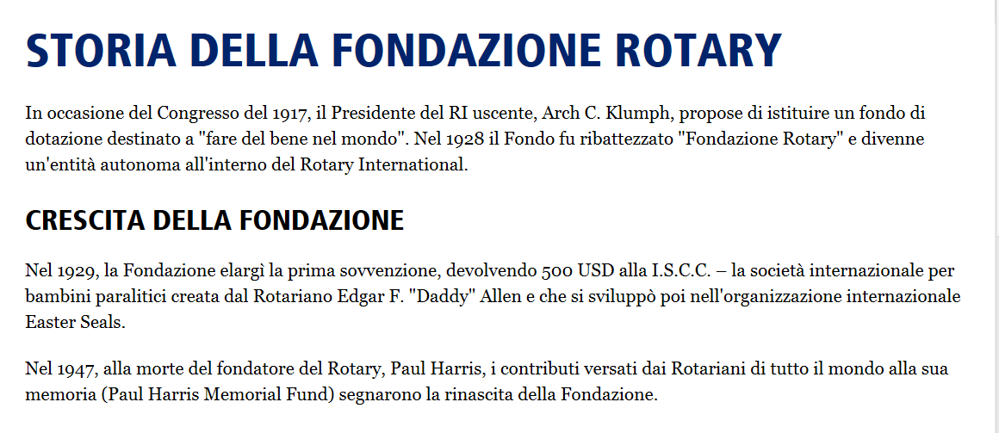 STORIA DELLA FONDAZIONE ROTARY
In occasione del Congresso del 1917, il Presidente del RI uscente, Arch C. Klumph, propose di istituire un fondo di
dotazione destinato a "fare del bene nel mondo". Nel 1928 il Fondo fu ribattezzato "Fondazione Rotary" e divenne
un'entità autonoma all'interno del Rotary International.
CRESCITA DELLA FONDAZIONE
Nel 1929, la Fondazione elargì la prima sovvenzione, devolvendo 500 USD alla I.S.C.C. – la società internazionale per
bambini paralitici creata dal Rotariano Edgar F. "Daddy" Allen e che si sviluppò poi nell'organizzazione internazionale
Easter Seals.
Nel 1947, alla morte del fondatore del Rotary, Paul Harris, i contributi versati dai Rotariani di tutto il mondo alla sua
memoria (Paul Harris Memorial Fund) segnarono la rinascita della Fondazione.